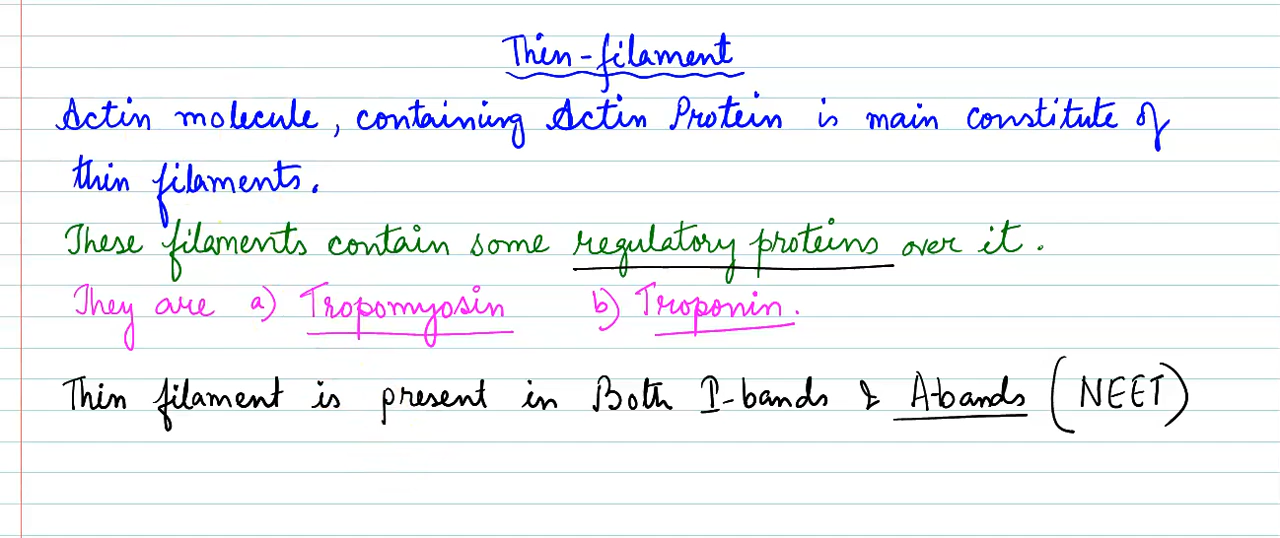 Thin-filament
Actin molecule, containing Actin Protein is main constitute of
thin filaments.
These filaments contain some regulatory proteins over it.
They are a) Tropomyosin b) Troponin.
Thin filament is present in Both I-bands & A-bands (NEET)